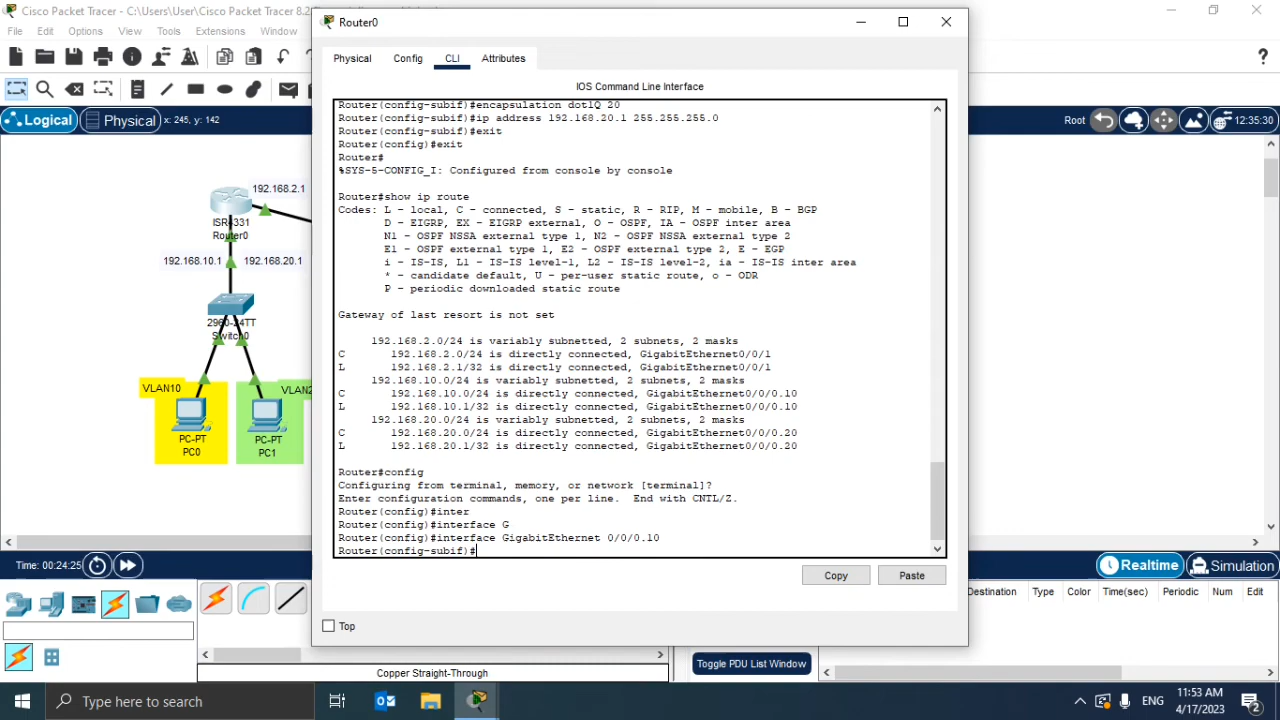 Cisco Packet Tracer - C:\Users\User\Cisco Packet Tracer 8.2
Router0
File Edit Options View Tools Extensions Window
Physical Config CLI Attributes
IOS Command Line Interface
Logical Physical x: 245, y: 142
Root 12:35:30
Router(config-subif)#encapsulation dot1Q 20
Router(config-subif)#ip address 192.168.20.1 255.255.255.0
Router(config-subif)#exit
Router(config)#exit
Router#
%SYS-5-CONFIG_I: Configured from console by console
Router#show ip route
Codes: L - local, C - connected, S - static, R - RIP, M - mobile, B - BGP
D - EIGRP, EX - EIGRP external, O - OSPF, IA - OSPF inter area
N1 - OSPF NSSA external type 1, N2 - OSPF NSSA external type 2
E1 - OSPF external type 1, E2 - OSPF external type 2, E - EGP
i - IS-IS, L1 - IS-IS level-1, L2 - IS-IS level-2, ia - IS-IS inter area
* - candidate default, U - per-user static route, o - ODR
P - periodic downloaded static route
Gateway of last resort is not set
192.168.2.0/24 is variably subnetted, 2 subnets, 2 masks
C 192.168.2.0/24 is directly connected, GigabitEthernet0/0/1
L 192.168.2.1/32 is directly connected, GigabitEthernet0/0/1
192.168.10.0/24 is variably subnetted, 2 subnets, 2 masks
C 192.168.10.0/24 is directly connected, GigabitEthernet0/0/0.10
L 192.168.10.1/32 is directly connected, GigabitEthernet0/0/0.10
192.168.20.0/24 is variably subnetted, 2 subnets, 2 masks
C 192.168.20.0/24 is directly connected, GigabitEthernet0/0/0.20
L 192.168.20.1/32 is directly connected, GigabitEthernet0/0/0.20
Router#config
Configuring from terminal, memory, or network [terminal]?
Enter configuration commands, one per line. End with CNTL/Z.
Router(config)#inter
Router(config)#interface G
Router(config)#interface GigabitEthernet 0/0/0.10
Router(config-subif)#
Copy Paste
Top
192.168.2.1
Router0
192.168.10.1 192.168.20.1
2960-24TT
Switch0
VLAN10
PC-PT
PC0
PC-PT
PC1
Time: 00:24:25
Realtime Simulation
Type Color Time(sec) Periodic Num Edit
Copper Straight-Through
Toggle PDU List Window
Type here to search
ENG
11:53 AM
4/17/2023
2